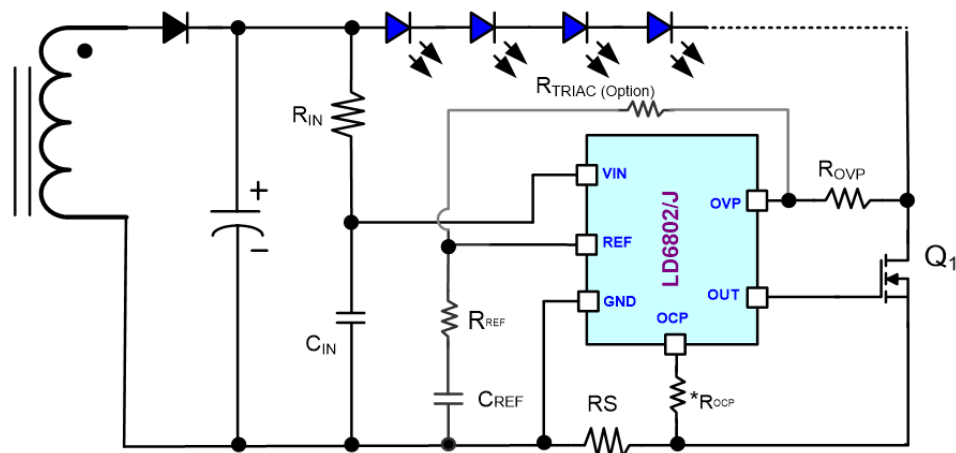 RTRIAC (Option)
RIN
VIN
ROVP
OVP
REF
LD6802/J
Q1
GND
OUT
RREF
OCP
CIN
CREF
RS
*ROCP
+
−